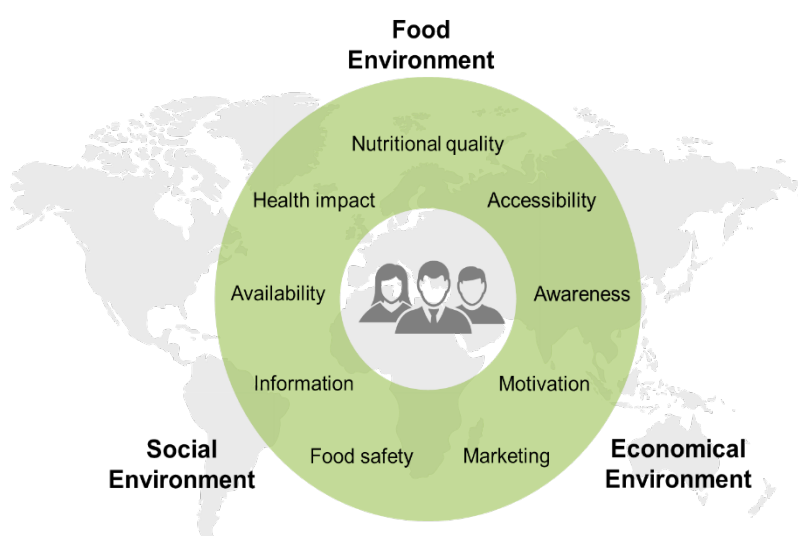 Food
Environment
Nutritional quality
Health impact
Accessibility
Availability
Awareness
Information
Motivation
Social
Environment
Food safety
Marketing
Economical
Environment